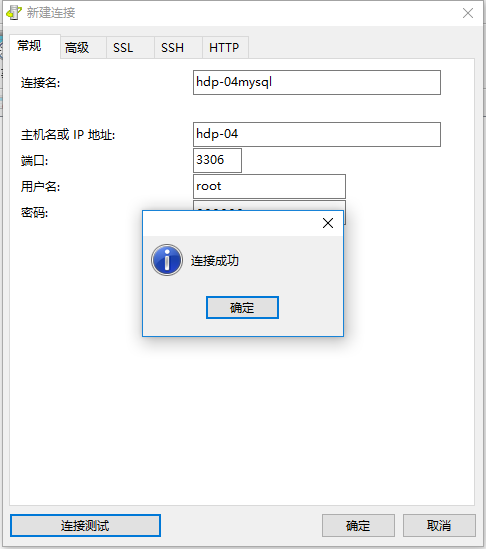 新建连接
常规 高级 SSL SSH HTTP
连接名: hdp-04mysql
主机名或 IP 地址: hdp-04
端口: 3306
用户名: root
密码:
连接成功
确定
连接测试 确定 取消